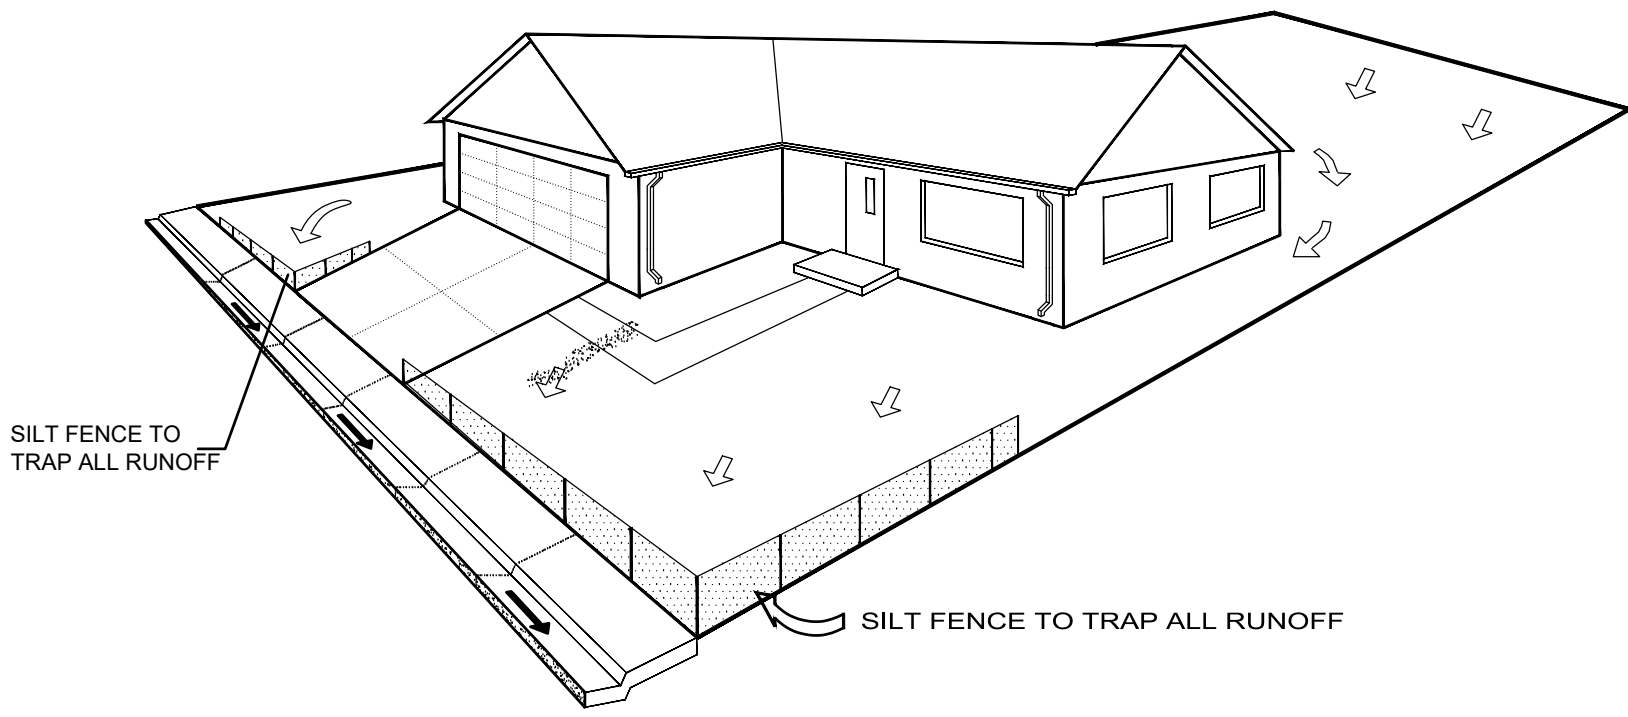 SILT FENCE TO
TRAP ALL RUNOFF
SILT FENCE TO TRAP ALL RUNOFF